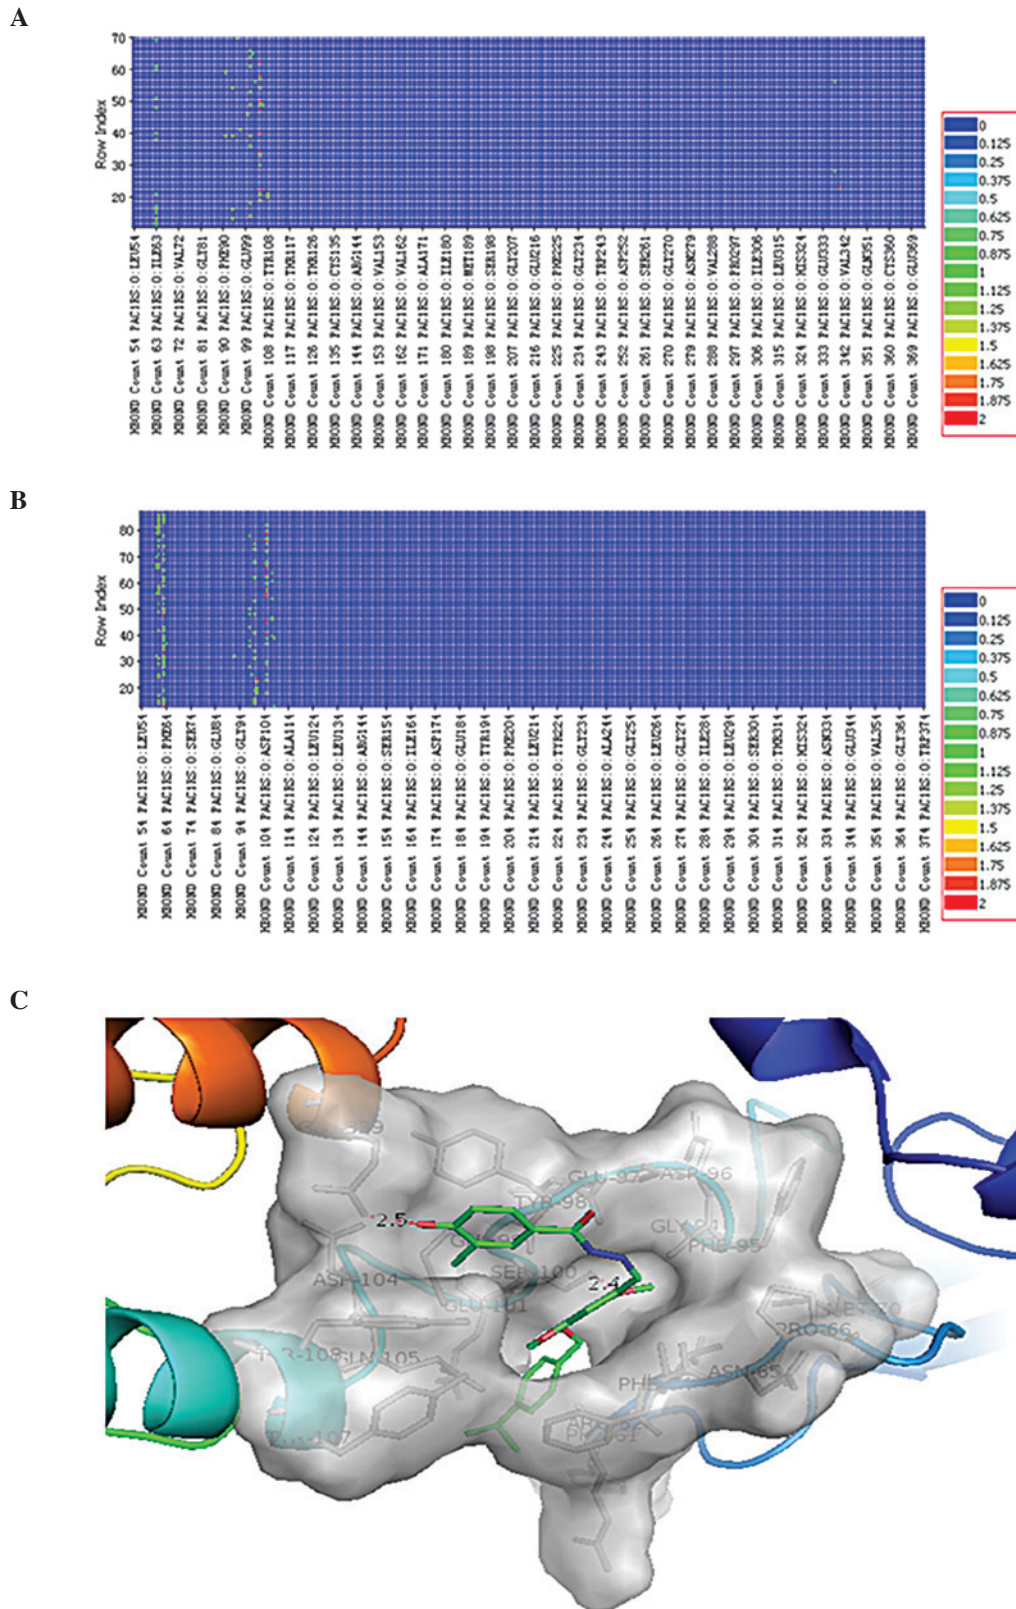 A
70
60
50
40
30
20
Row Index
HBOND Count 54 PAC1RS:0:LEU54
HBOND Count 63 PAC1RS:0:ILE63
HBOND Count 72 PAC1RS:0:VAL72
HBOND Count 81 PAC1RS:0:GLY81
HBOND Count 90 PAC1RS:0:PHE90
HBOND Count 99 PAC1RS:0:GLU99
HBOND Count 108 PAC1RS:0:TYR108
HBOND Count 117 PAC1RS:0:THR117
HBOND Count 126 PAC1RS:0:THR126
HBOND Count 135 PAC1RS:0:CYS135
HBOND Count 144 PAC1RS:0:ARG144
HBOND Count 153 PAC1RS:0:VAL153
HBOND Count 162 PAC1RS:0:VAL162
HBOND Count 171 PAC1RS:0:ALA171
HBOND Count 180 PAC1RS:0:ILE180
HBOND Count 189 PAC1RS:0:MET189
HBOND Count 198 PAC1RS:0:SER198
HBOND Count 207 PAC1RS:0:GLY207
HBOND Count 216 PAC1RS:0:GLU216
HBOND Count 225 PAC1RS:0:PHE225
HBOND Count 234 PAC1RS:0:GLY234
HBOND Count 243 PAC1RS:0:TRP243
HBOND Count 252 PAC1RS:0:ASP252
HBOND Count 261 PAC1RS:0:SER261
HBOND Count 270 PAC1RS:0:GLY270
HBOND Count 279 PAC1RS:0:ASN279
HBOND Count 288 PAC1RS:0:VAL288
HBOND Count 297 PAC1RS:0:PRO297
HBOND Count 306 PAC1RS:0:ILE306
HBOND Count 315 PAC1RS:0:LEU315
HBOND Count 324 PAC1RS:0:HIS324
HBOND Count 333 PAC1RS:0:GLU333
HBOND Count 342 PAC1RS:0:VAL342
HBOND Count 351 PAC1RS:0:GLN351
HBOND Count 360 PAC1RS:0:CYS360
HBOND Count 369 PAC1RS:0:GLU369
0
0.125
0.25
0.375
0.5
0.625
0.75
0.875
1
1.125
1.25
1.375
1.5
1.625
1.75
1.875
2
B
80
70
60
50
40
30
20
Row Index
HBOND Count 54 PAC1RS:0:LEU54
HBOND Count 64 PAC1RS:0:PHE64
HBOND Count 74 PAC1RS:0:SER74
HBOND Count 84 PAC1RS:0:GLU84
HBOND Count 94 PAC1RS:0:GLY94
HBOND Count 104 PAC1RS:0:ASP104
HBOND Count 114 PAC1RS:0:ALA114
HBOND Count 124 PAC1RS:0:LEU124
HBOND Count 134 PAC1RS:0:LEU134
HBOND Count 144 PAC1RS:0:ARG144
HBOND Count 154 PAC1RS:0:SER154
HBOND Count 164 PAC1RS:0:ILE164
HBOND Count 174 PAC1RS:0:ASP174
HBOND Count 184 PAC1RS:0:GLU184
HBOND Count 194 PAC1RS:0:TYR194
HBOND Count 204 PAC1RS:0:PHE204
HBOND Count 214 PAC1RS:0:LEU214
HBOND Count 224 PAC1RS:0:TYR224
HBOND Count 234 PAC1RS:0:GLY234
HBOND Count 244 PAC1RS:0:ALA244
HBOND Count 254 PAC1RS:0:GLY254
HBOND Count 264 PAC1RS:0:LEU264
HBOND Count 274 PAC1RS:0:GLY274
HBOND Count 284 PAC1RS:0:ILE284
HBOND Count 294 PAC1RS:0:LEU294
HBOND Count 304 PAC1RS:0:SER304
HBOND Count 314 PAC1RS:0:THR314
HBOND Count 324 PAC1RS:0:HIS324
HBOND Count 334 PAC1RS:0:ASN334
HBOND Count 344 PAC1RS:0:GLU344
HBOND Count 354 PAC1RS:0:VAL354
HBOND Count 364 PAC1RS:0:GLY364
HBOND Count 374 PAC1RS:0:TRP374
0
0.125
0.25
0.375
0.5
0.625
0.75
0.875
1
1.125
1.25
1.375
1.5
1.625
1.75
1.875
2
C
GLU-97
ASP-96
TYR-98
2.5
PHE-95
SER-100
ASP-104
2.4
GLU-101
PRO-66
GLN-105
ASN-65